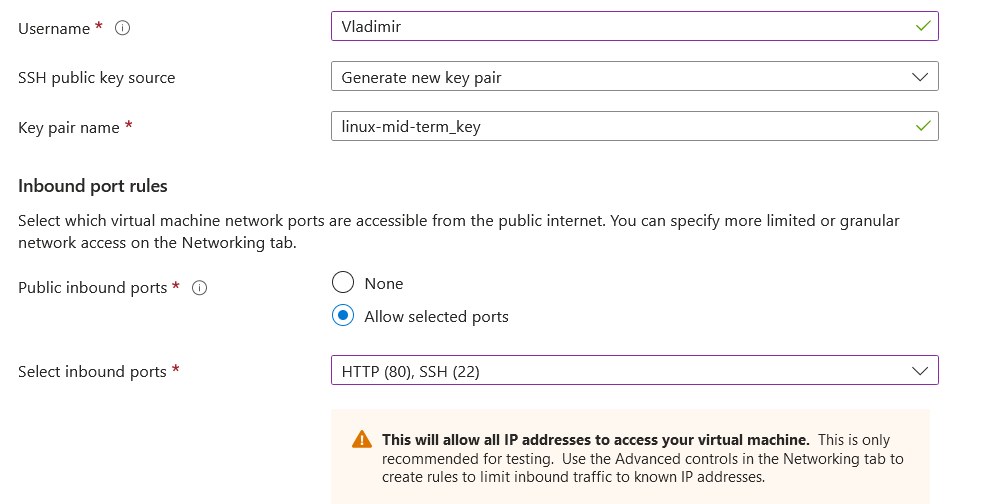 Username *
Vladimir
SSH public key source
Generate new key pair
Key pair name *
linux-mid-term_key
Inbound port rules
Select which virtual machine network ports are accessible from the public internet. You can specify more limited or granular
network access on the Networking tab.
Public inbound ports *
None
Allow selected ports
Select inbound ports *
HTTP (80), SSH (22)
This will allow all IP addresses to access your virtual machine. This is only
recommended for testing. Use the Advanced controls in the Networking tab to
create rules to limit inbound traffic to known IP addresses.